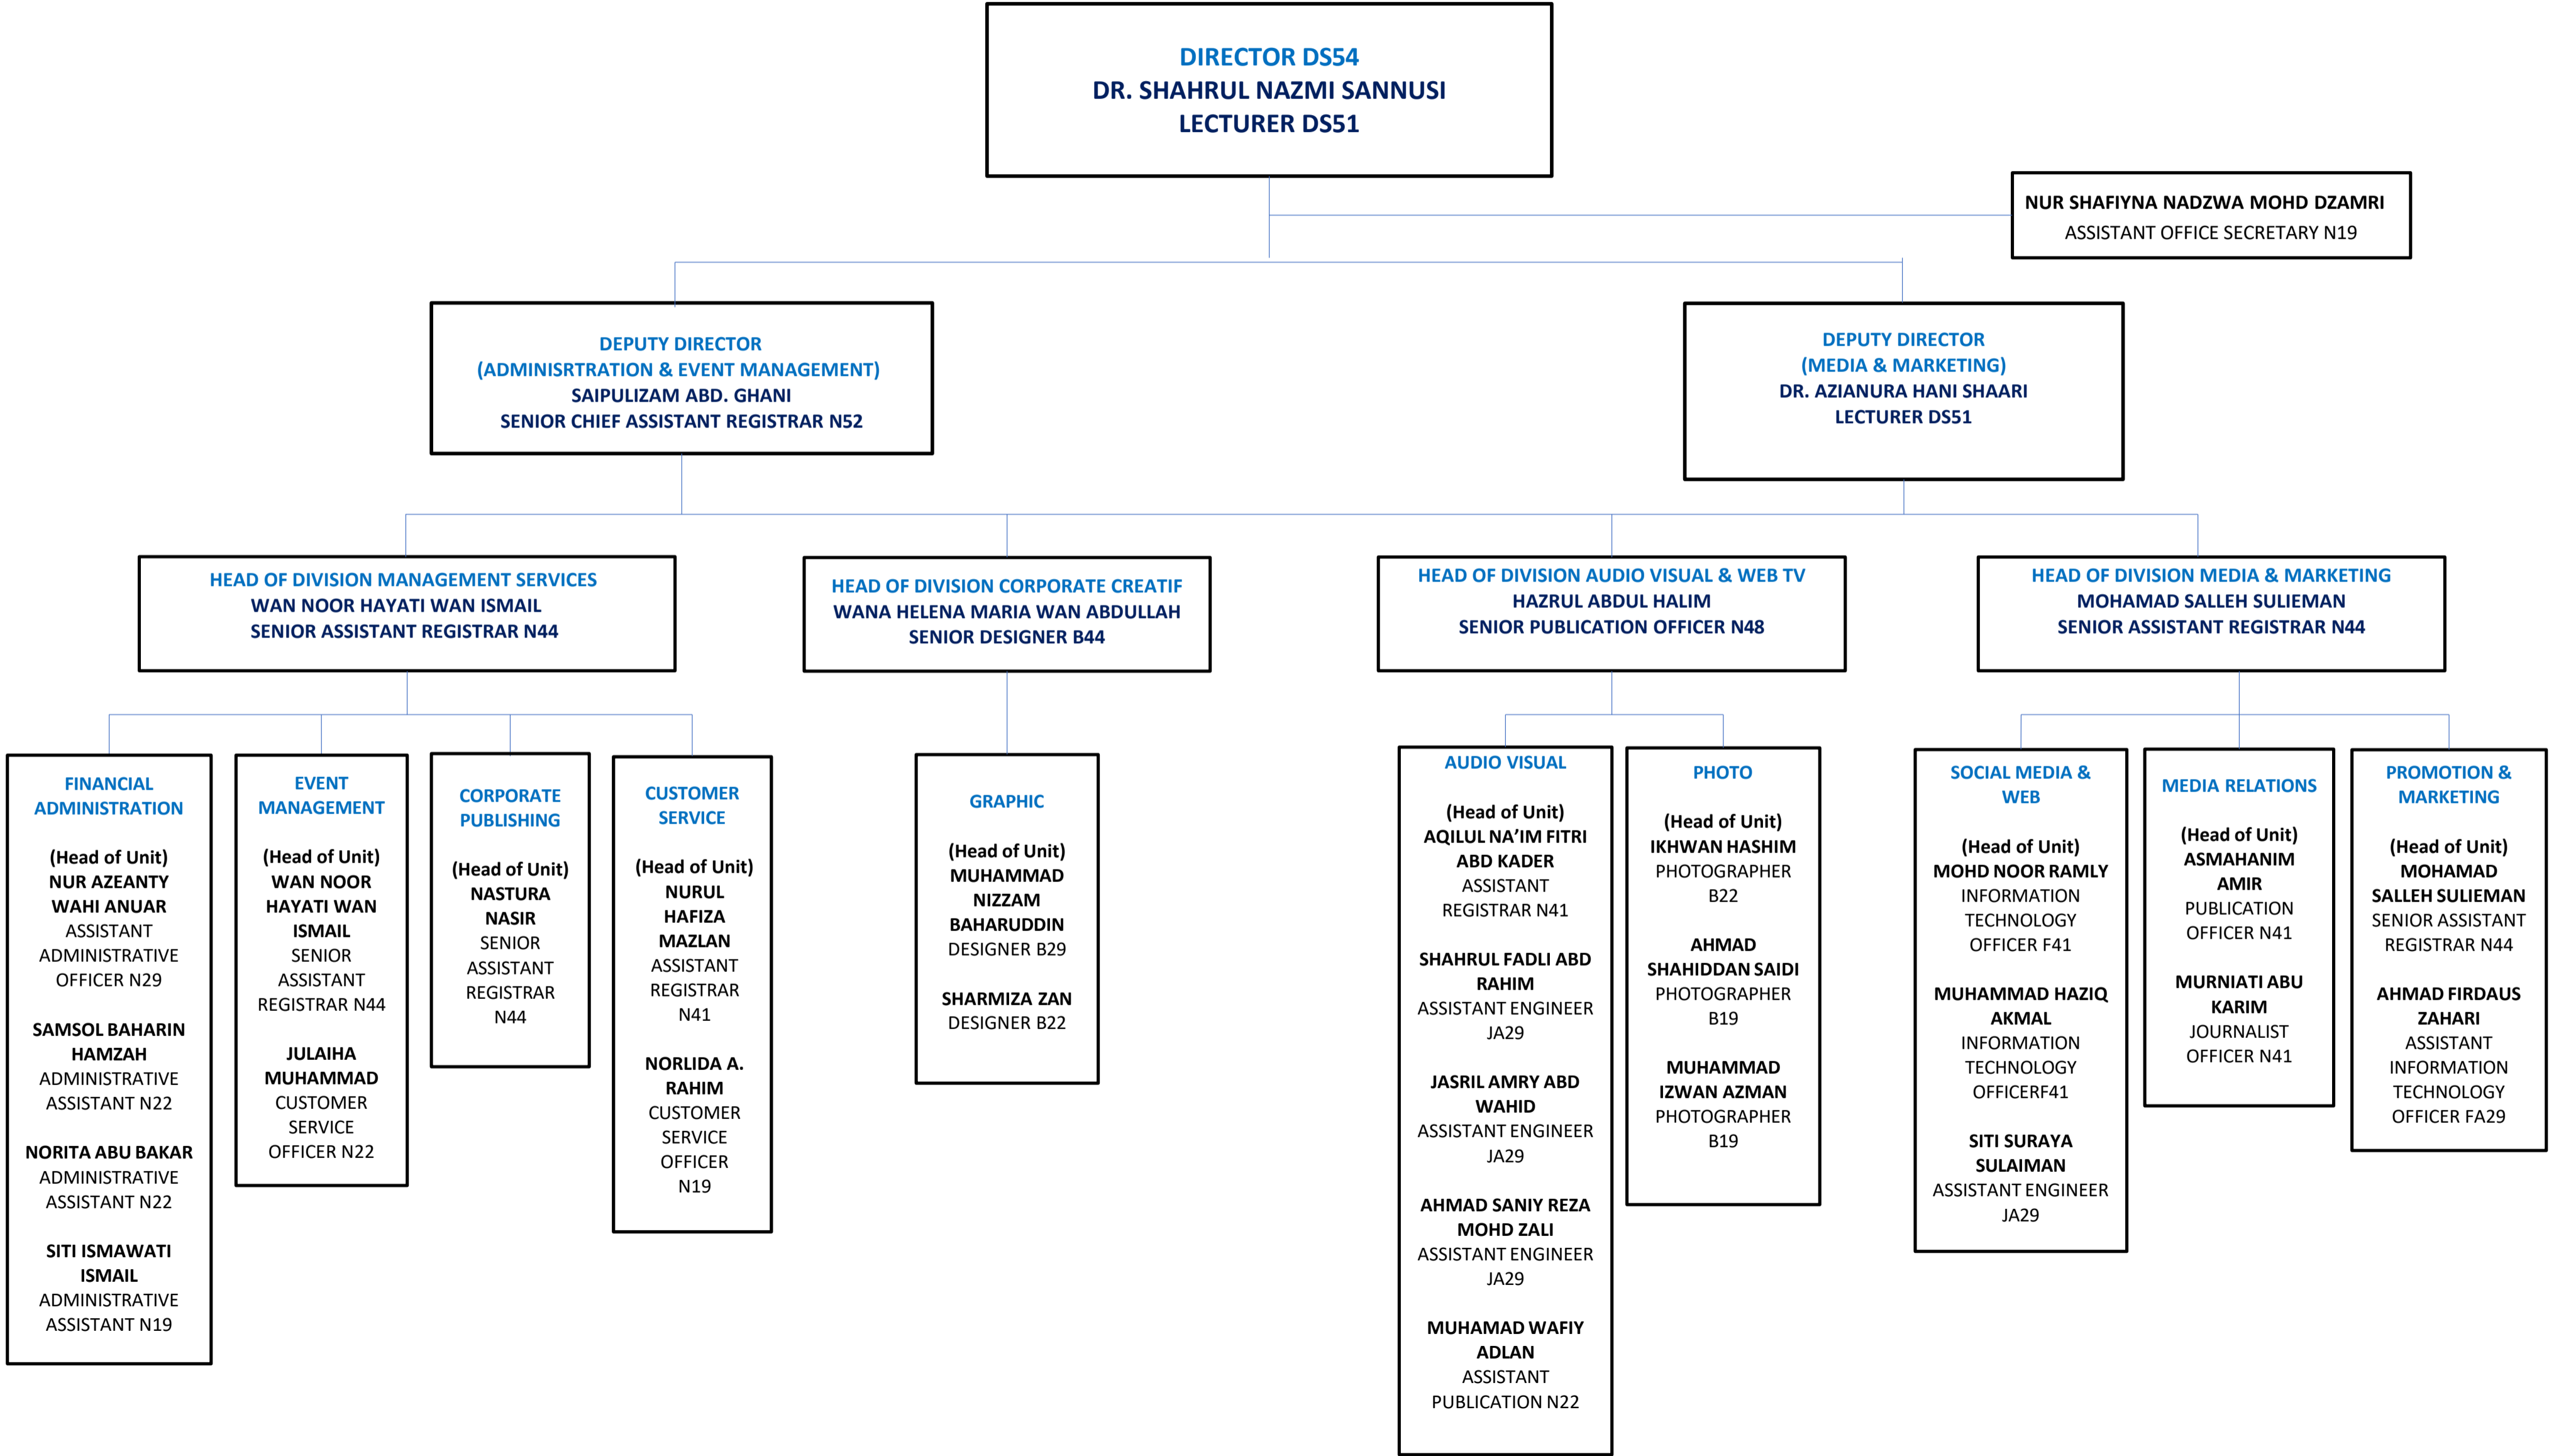 DIRECTOR DS54
DR. SHAHRUL NAZMI SANNUSI
LECTURER DS51
NUR SHAFIYNA NADZWA MOHD DZAMRI
ASSISTANT OFFICE SECRETARY N19
DEPUTY DIRECTOR
(ADMINISRTRATION & EVENT MANAGEMENT)
SAIPULIZAM ABD. GHANI
SENIOR CHIEF ASSISTANT REGISTRAR N52
DEPUTY DIRECTOR
(MEDIA & MARKETING)
DR. AZIANURA HANI SHAARI
LECTURER DS51
HEAD OF DIVISION MANAGEMENT SERVICES
WAN NOOR HAYATI WAN ISMAIL
SENIOR ASSISTANT REGISTRAR N44
HEAD OF DIVISION CORPORATE CREATIF
WANA HELENA MARIA WAN ABDULLAH
SENIOR DESIGNER B44
HEAD OF DIVISION AUDIO VISUAL & WEB TV
HAZRUL ABDUL HALIM
SENIOR PUBLICATION OFFICER N48
HEAD OF DIVISION MEDIA & MARKETING
MOHAMAD SALLEH SULIEMAN
SENIOR ASSISTANT REGISTRAR N44
FINANCIAL
ADMINISTRATION
(Head of Unit)
NUR AZEANTY
WAHI ANUAR
ASSISTANT
ADMINISTRATIVE
OFFICER N29
SAMSOL BAHARIN
HAMZAH
ADMINISTRATIVE
ASSISTANT N22
NORITA ABU BAKAR
ADMINISTRATIVE
ASSISTANT N22
SITI ISMAWATI
ISMAIL
ADMINISTRATIVE
ASSISTANT N19
EVENT
MANAGEMENT
(Head of Unit)
WAN NOOR
HAYATI WAN
ISMAIL
SENIOR
ASSISTANT
REGISTRAR N44
JULAIHA
MUHAMMAD
CUSTOMER
SERVICE
OFFICER N22
CORPORATE
PUBLISHING
(Head of Unit)
NASTURA
NASIR
SENIOR
ASSISTANT
REGISTRAR
N44
CUSTOMER
SERVICE
(Head of Unit)
NURUL
HAFIZA
MAZLAN
ASSISTANT
REGISTRAR
N41
NORLIDA A.
RAHIM
CUSTOMER
SERVICE
OFFICER
N19
GRAPHIC
(Head of Unit)
MUHAMMAD
NIZZAM
BAHARUDDIN
DESIGNER B29
SHARMIZA ZAN
DESIGNER B22
AUDIO VISUAL
(Head of Unit)
AQILUL NA’IM FITRI
ABD KADER
ASSISTANT
REGISTRAR N41
SHAHRUL FADLI ABD
RAHIM
ASSISTANT ENGINEER
JA29
JASRIL AMRY ABD
WAHID
ASSISTANT ENGINEER
JA29
AHMAD SANIY REZA
MOHD ZALI
ASSISTANT ENGINEER
JA29
MUHAMAD WAFIY
ADLAN
ASSISTANT
PUBLICATION N22
PHOTO
(Head of Unit)
IKHWAN HASHIM
PHOTOGRAPHER
B22
AHMAD
SHAHIDDAN SAIDI
PHOTOGRAPHER
B19
MUHAMMAD
IZWAN AZMAN
PHOTOGRAPHER
B19
SOCIAL MEDIA &
WEB
(Head of Unit)
MOHD NOOR RAMLY
INFORMATION
TECHNOLOGY
OFFICER F41
MUHAMMAD HAZIQ
AKMAL
INFORMATION
TECHNOLOGY
OFFICERF41
SITI SURAYA
SULAIMAN
ASSISTANT ENGINEER
JA29
MEDIA RELATIONS
(Head of Unit)
ASMAHANIM
AMIR
PUBLICATION
OFFICER N41
MURNIATI ABU
KARIM
JOURNALIST
OFFICER N41
PROMOTION &
MARKETING
(Head of Unit)
MOHAMAD
SALLEH SULIEMAN
SENIOR ASSISTANT
REGISTRAR N44
AHMAD FIRDAUS
ZAHARI
ASSISTANT
INFORMATION
TECHNOLOGY
OFFICER FA29